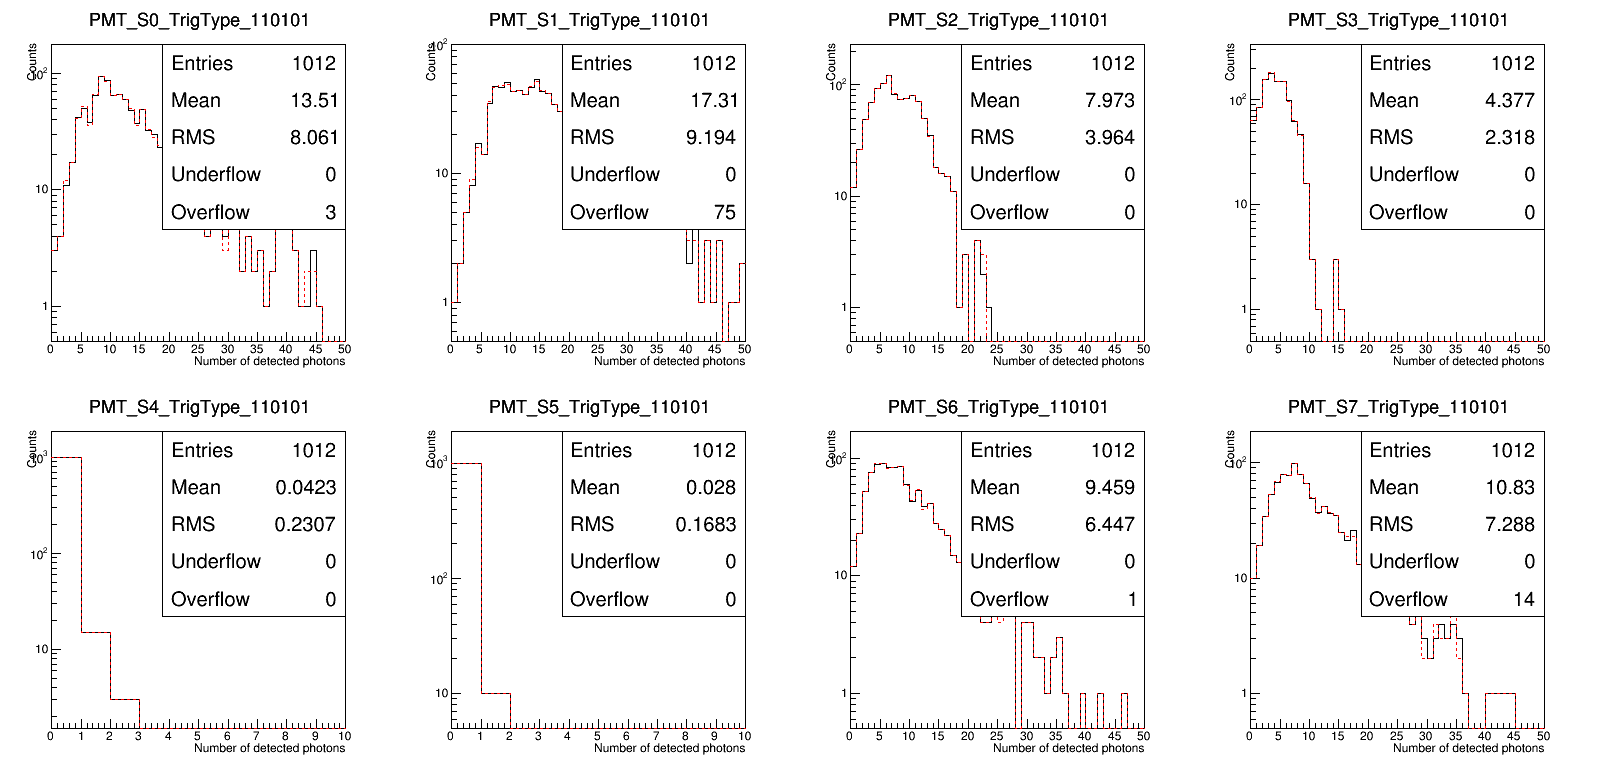 PMT_S0_TrigType_110101
Counts
10²
10
1
Entries 1012
Mean 13.51
RMS 8.061
Underflow 0
Overflow 3
0 5 10 15 20 25 30 35 40 45 50
Number of detected photons
PMT_S1_TrigType_110101
Counts
10²
10
1
Entries 1012
Mean 17.31
RMS 9.194
Underflow 0
Overflow 75
0 5 10 15 20 25 30 35 40 45 50
Number of detected photons
PMT_S2_TrigType_110101
Counts
10²
10
1
Entries 1012
Mean 7.973
RMS 3.964
Underflow 0
Overflow 0
0 5 10 15 20 25 30 35 40 45 50
Number of detected photons
PMT_S3_TrigType_110101
Counts
10²
10
1
Entries 1012
Mean 4.377
RMS 2.318
Underflow 0
Overflow 0
0 5 10 15 20 25 30 35 40 45 50
Number of detected photons
PMT_S4_TrigType_110101
Counts
10³
10²
10
Entries 1012
Mean 0.0423
RMS 0.2307
Underflow 0
Overflow 0
0 1 2 3 4 5 6 7 8 9 10
Number of detected photons
PMT_S5_TrigType_110101
Counts
10³
10²
10
Entries 1012
Mean 0.028
RMS 0.1683
Underflow 0
Overflow 0
0 1 2 3 4 5 6 7 8 9 10
Number of detected photons
PMT_S6_TrigType_110101
Counts
10²
10
1
Entries 1012
Mean 9.459
RMS 6.447
Underflow 0
Overflow 1
0 5 10 15 20 25 30 35 40 45 50
Number of detected photons
PMT_S7_TrigType_110101
Counts
10²
10
1
Entries 1012
Mean 10.83
RMS 7.288
Underflow 0
Overflow 14
0 5 10 15 20 25 30 35 40 45 50
Number of detected photons